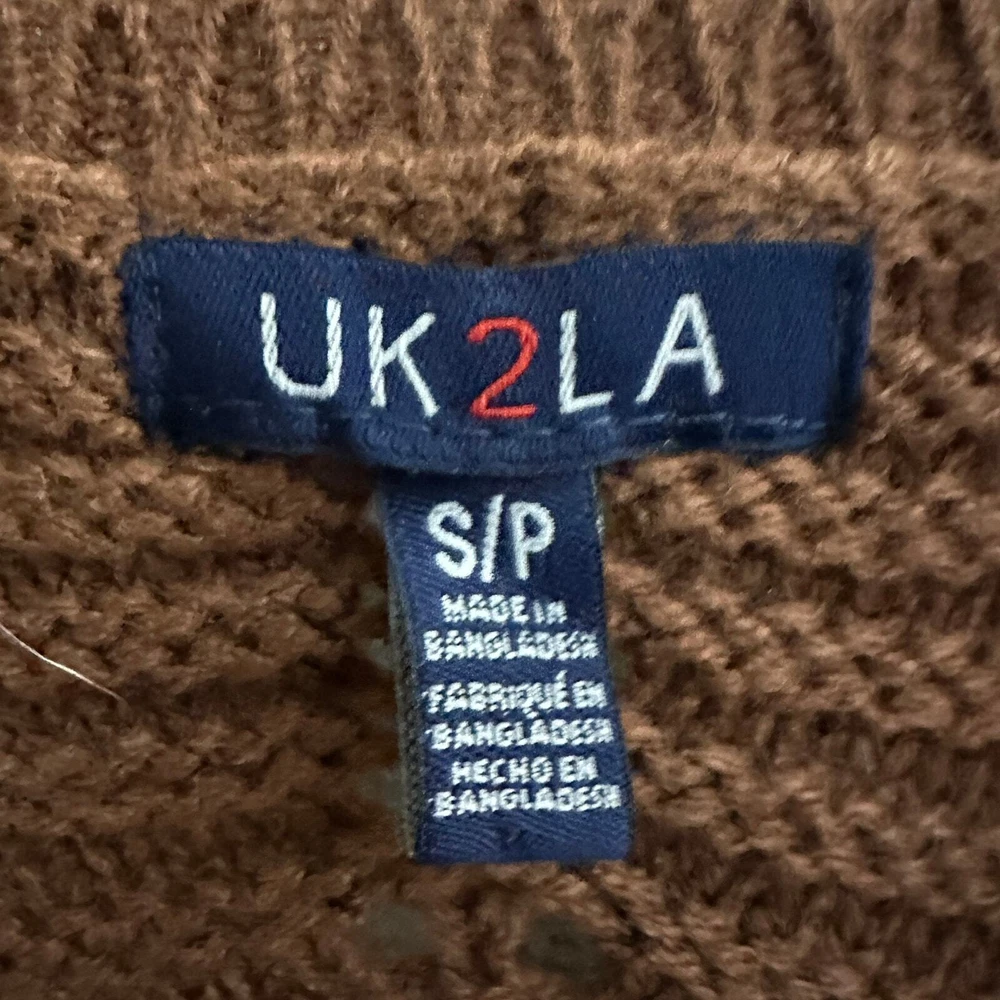 UK2LA
S/P
MADE IN
BANGLADESH
FABRIQUÉ EN
BANGLADESH
HECHO EN
BANGLADESH